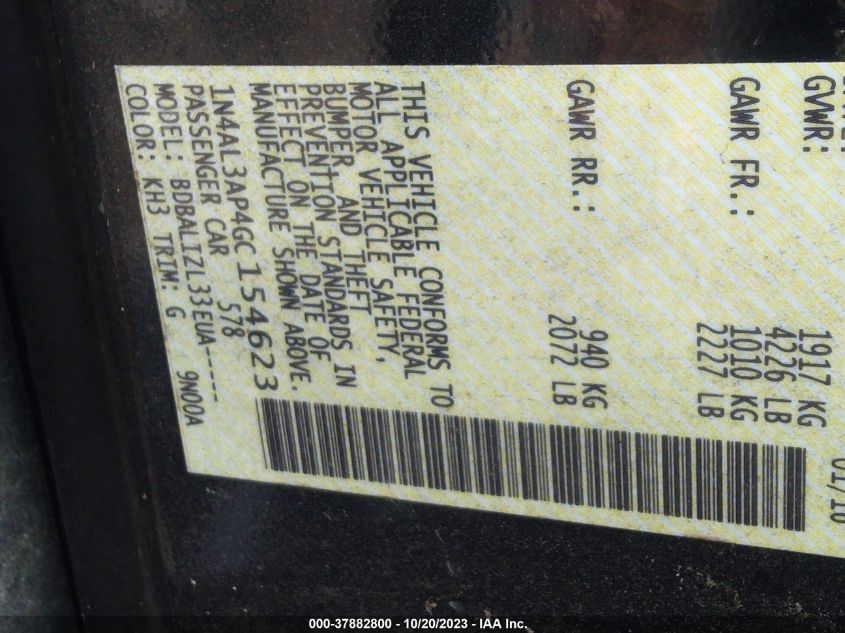 01/16
GVWR: 1917 KG
4226 LB
GAWR FR.: 1010 KG
2227 LB
GAWR RR.: 940 KG
2072 LB
THIS VEHICLE CONFORMS TO
ALL APPLICABLE FEDERAL
MOTOR VEHICLE SAFETY,
BUMPER, AND THEFT
PREVENTION STANDARDS IN
EFFECT ON THE DATE OF
MANUFACTURE SHOWN ABOVE.
1N4AL3AP4GC154623
PASSENGER CAR 578
MODEL: BDBALTZL33EUA-----
COLOR: KH3 TRIM: G 9N00A
000-37882800 - 10/20/2023 - IAA Inc.